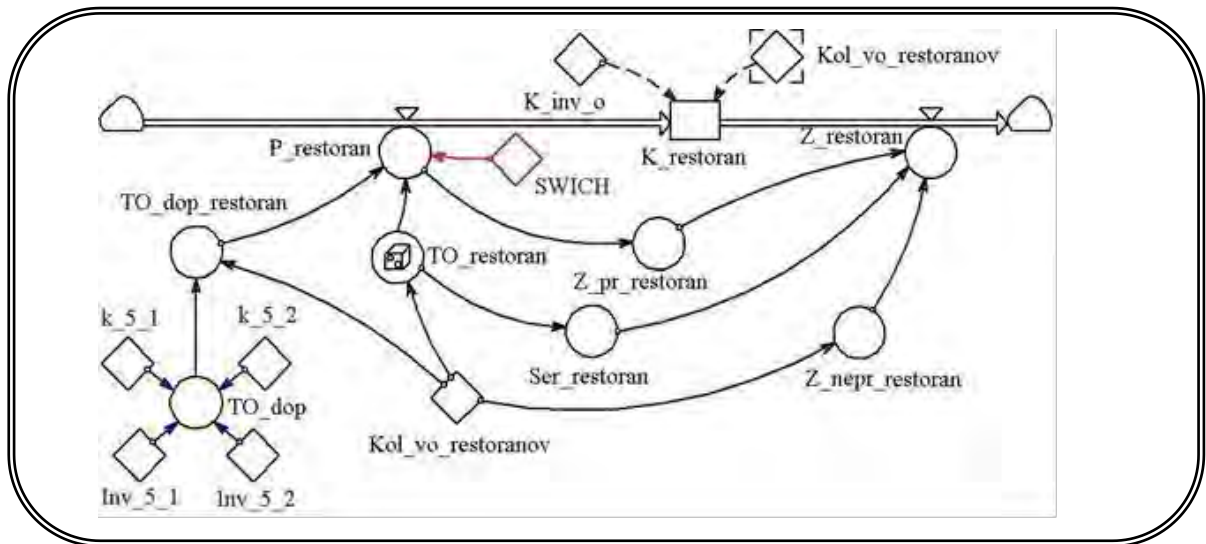 Kol_vo_restoranov
K_inv_o
P_restoran
Z_restoran
K_restoran
SWICH
TO_dop_restoran
TO_restoran
Z_pr_restoran
k_5_1
k_5_2
Ser_restoran
Z_nepr_restoran
TO_dop
Kol_vo_restoranov
Inv_5_1
Inv_5_2